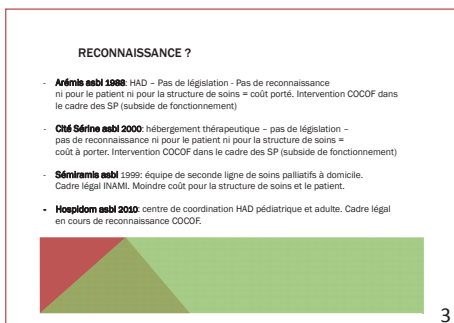 RECONNAISSANCE ?
- Arémis asbl 1988: HAD – Pas de législation - Pas de reconnaissance
ni pour le patient ni pour la structure de soins = coût porté. Intervention COCOF dans
le cadre des SP (subside de fonctionnement)
- Cité Sérine asbl 2000: hébergement thérapeutique – pas de législation –
pas de reconnaissance ni pour le patient ni pour la structure de soins =
coût à porter. Intervention COCOF dans le cadre des SP (subside de fonctionnement)
- Sémiramis asbl 1999: équipe de seconde ligne de soins palliatifs à domicile.
Cadre légal INAMI. Moindre coût pour la structure de soins et le patient.
- Hospidom asbl 2010: centre de coordination HAD pédiatrique et adulte. Cadre légal
en cours de reconnaissance COCOF.
3